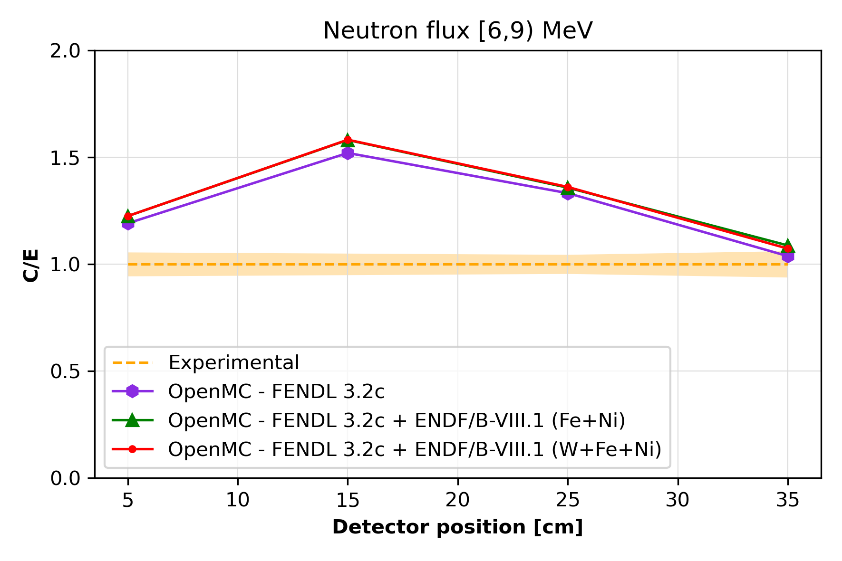 Neutron flux [6,9) MeV
2.0
1.5
1.0
0.5
0.0
C/E
Experimental
OpenMC - FENDL 3.2c
OpenMC - FENDL 3.2c + ENDF/B-VIII.1 (Fe+Ni)
OpenMC - FENDL 3.2c + ENDF/B-VIII.1 (W+Fe+Ni)
5 10 15 20 25 30 35
Detector position [cm]